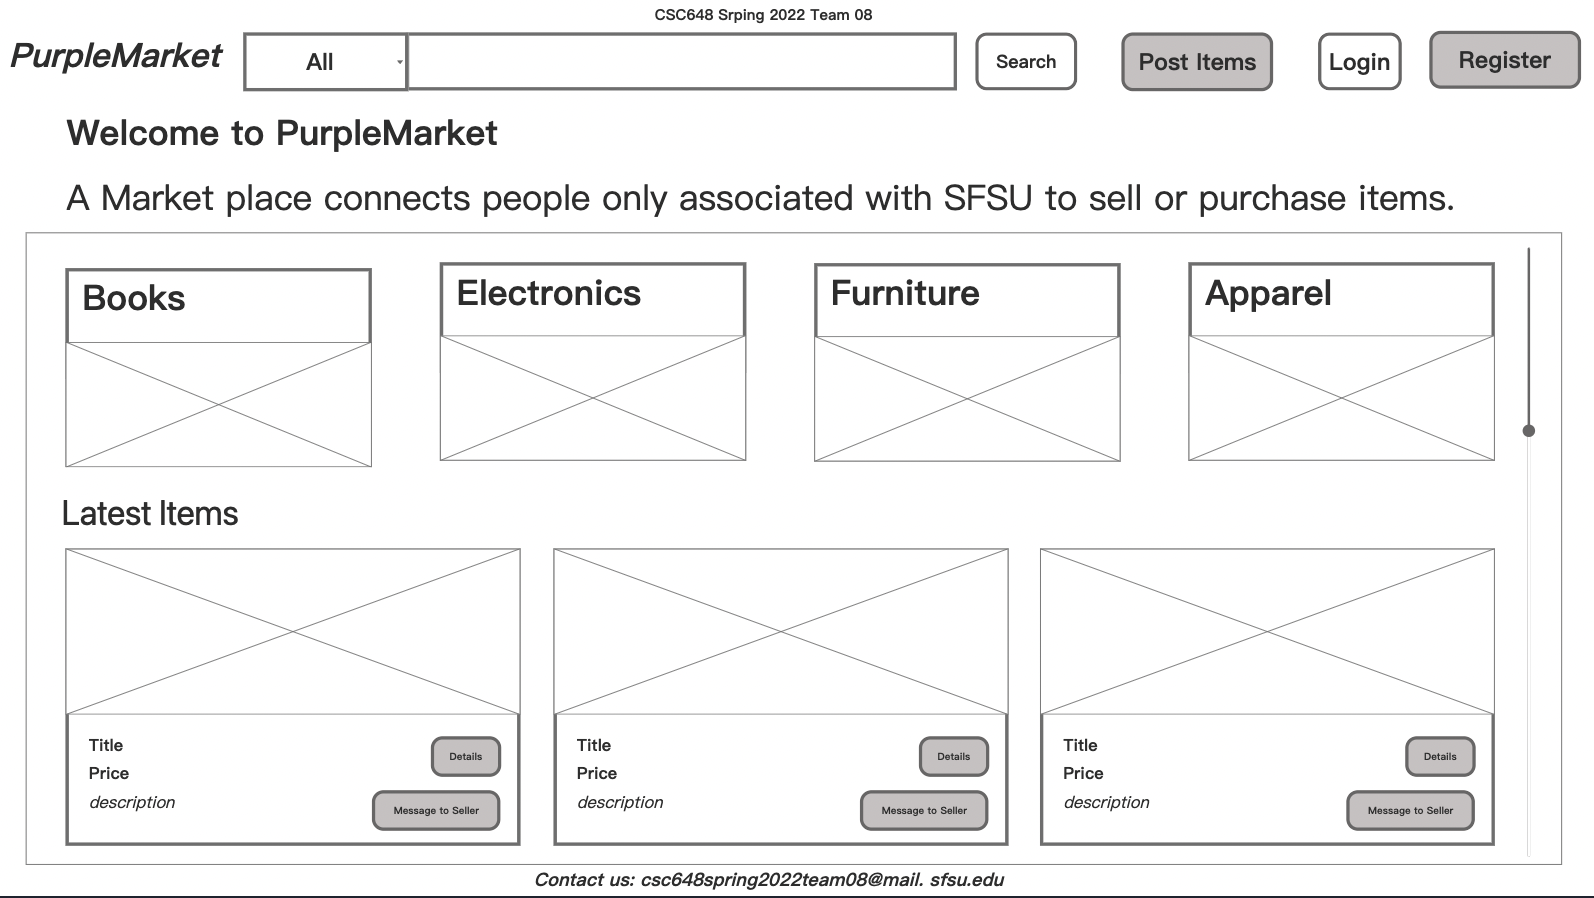 CSC648 Srping 2022 Team 08
PurpleMarket
All
Search
Post Items
Login
Register
Welcome to PurpleMarket
A Market place connects people only associated with SFSU to sell or purchase items.
Books
Electronics
Furniture
Apparel
Latest Items
Title
Price
description
Details
Message to Seller
Title
Price
description
Details
Message to Seller
Title
Price
description
Details
Message to Seller
Contact us: csc648spring2022team08@mail. sfsu.edu